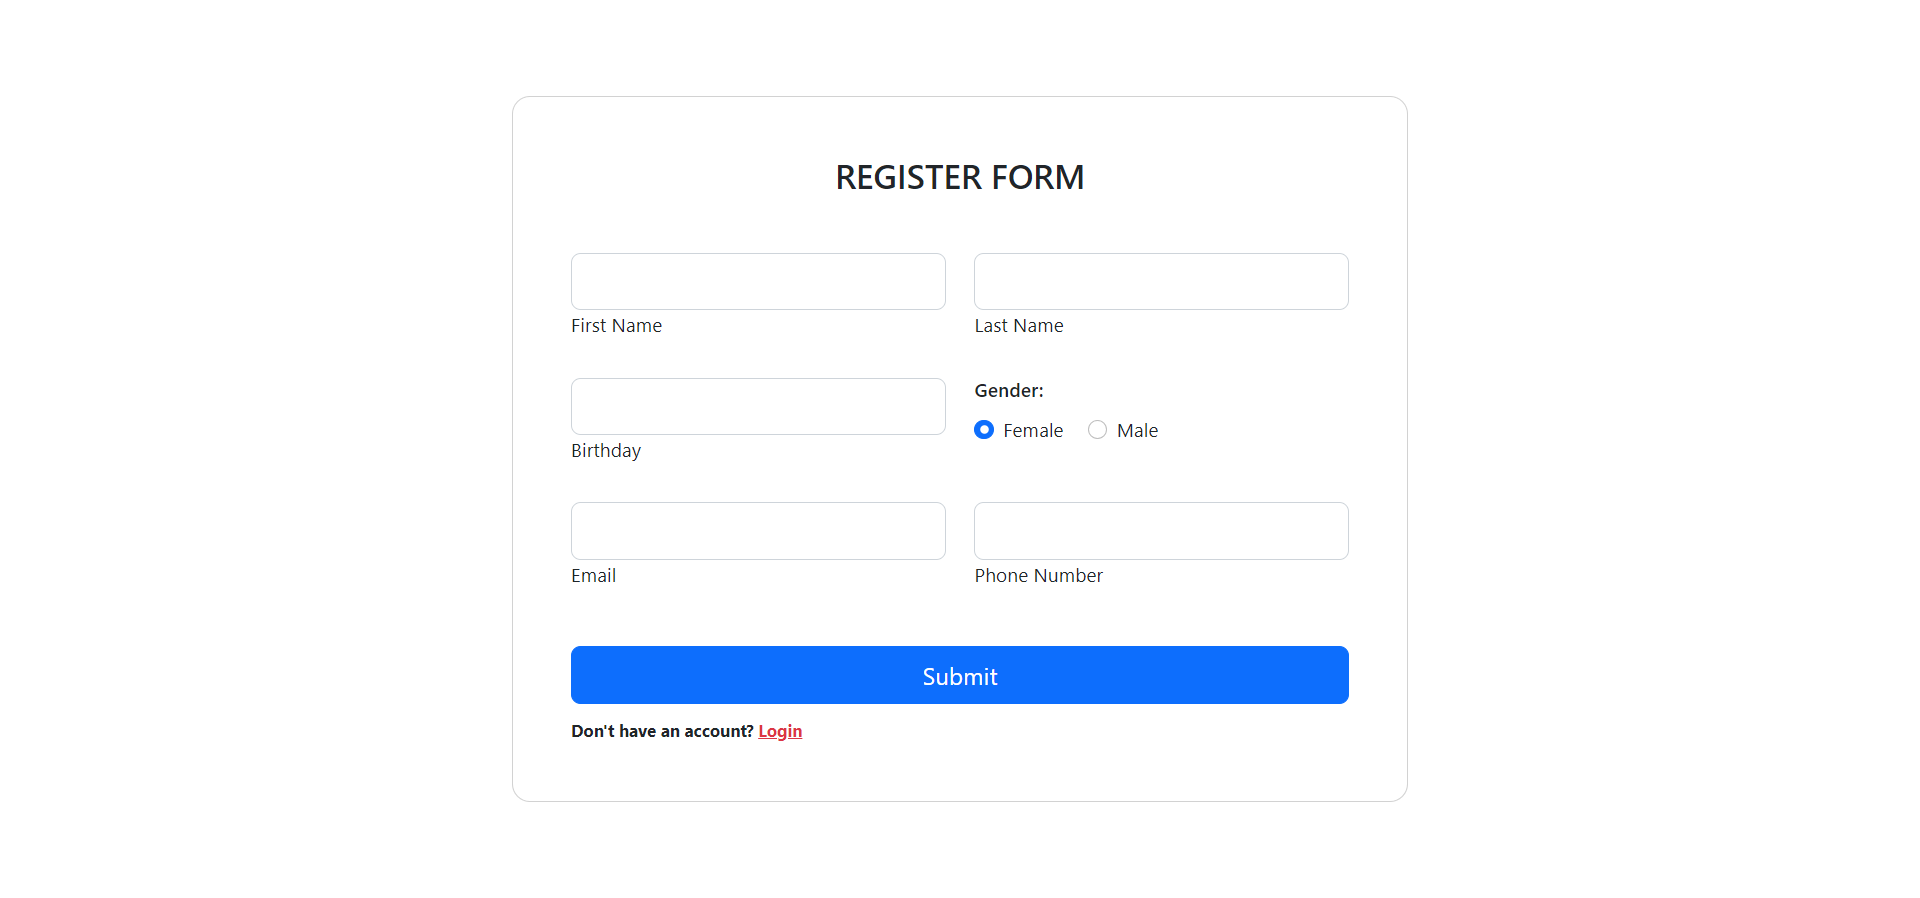 REGISTER FORM
First Name
Last Name
Gender:
Female Male
Birthday
Email
Phone Number
Submit
Don't have an account? Login